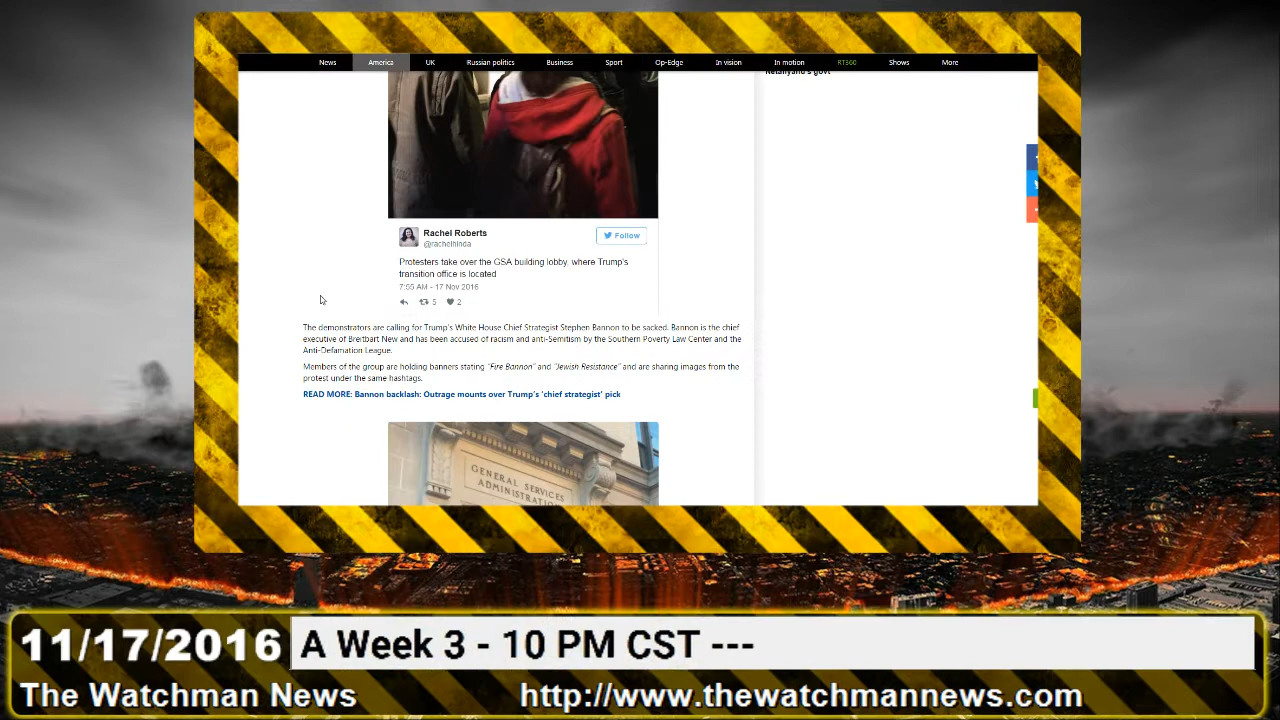 News America UK Russian politics Business Sport Op-Edge In vision In motion RT360 Shows More
Netanyahu's govt
Rachel Roberts
@rachelhinda
Follow
Protesters take over the GSA building lobby, where Trump's
transition office is located
7:55 AM - 17 Nov 2016
5 2
The demonstrators are calling for Trump's White House Chief Strategist Stephen Bannon to be sacked. Bannon is the chief
executive of Breitbart New and has been accused of racism and anti-Semitism by the Southern Poverty Law Center and the
Anti-Defamation League.
Members of the group are holding banners stating "Fire Bannon" and "Jewish Resistance" and are sharing images from the
protest under the same hashtags.
READ MORE: Bannon backlash: Outrage mounts over Trump's 'chief strategist' pick
GENERAL SERVICES
ADMINISTRATION
11/17/2016 A Week 3 - 10 PM CST ---
The Watchman News http://www.thewatchmannews.com